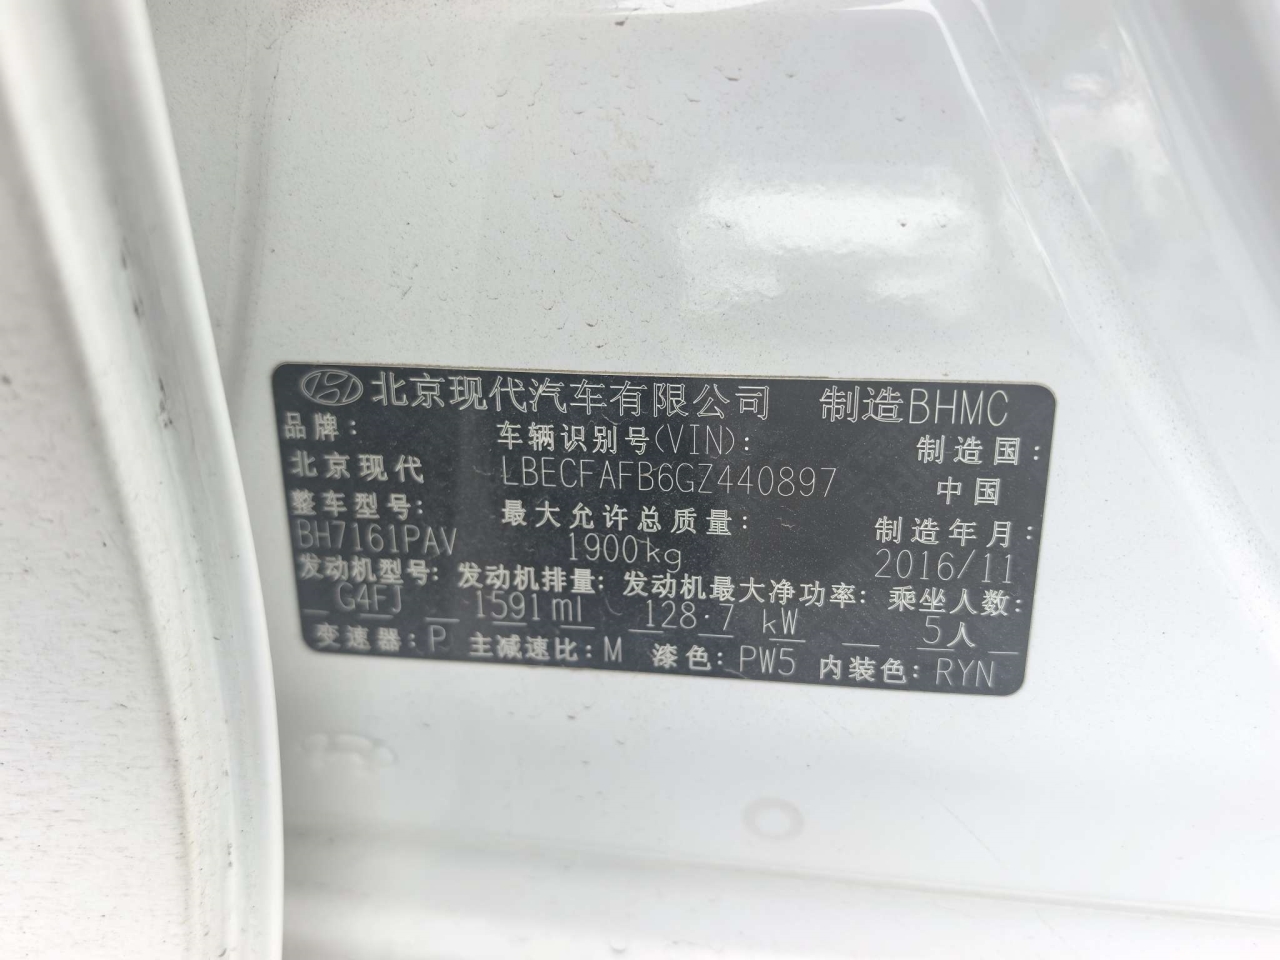 北京现代汽车有限公司 制造BHMC
品牌: 车辆识别号(VIN): 制造国:
北京现代 LBECFAFB6GZ440897 中国
整车型号: 最大允许总质量: 制造年月:
BH7161PAV 1900kg 2016/11
发动机型号: 发动机排量: 发动机最大净功率: 乘坐人数:
G4FJ 1591ml 128.7 kW 5人
变速器: P 主减速比: M 漆色: PW5 内装色: RYN